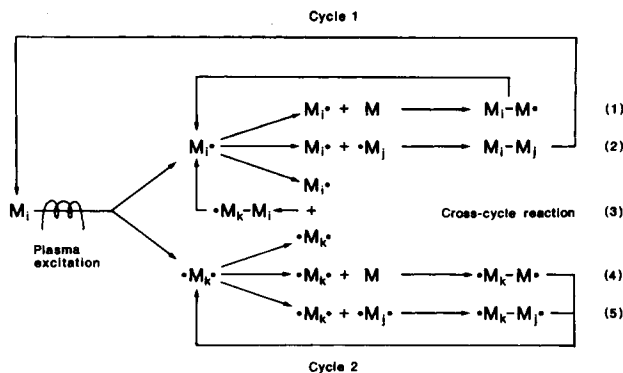 Cycle 1
Mi• + M → Mi–M• (1)
Mi• → Mi• + •Mj → Mi–Mj (2)
Mi•
Mi → •Mk–Mi ← + Cross-cycle reaction (3)
Plasma
excitation
•Mk•
•Mk• → •Mk• + M → •Mk–M• (4)
•Mk• + •Mj• → •Mk–Mj• (5)
Cycle 2